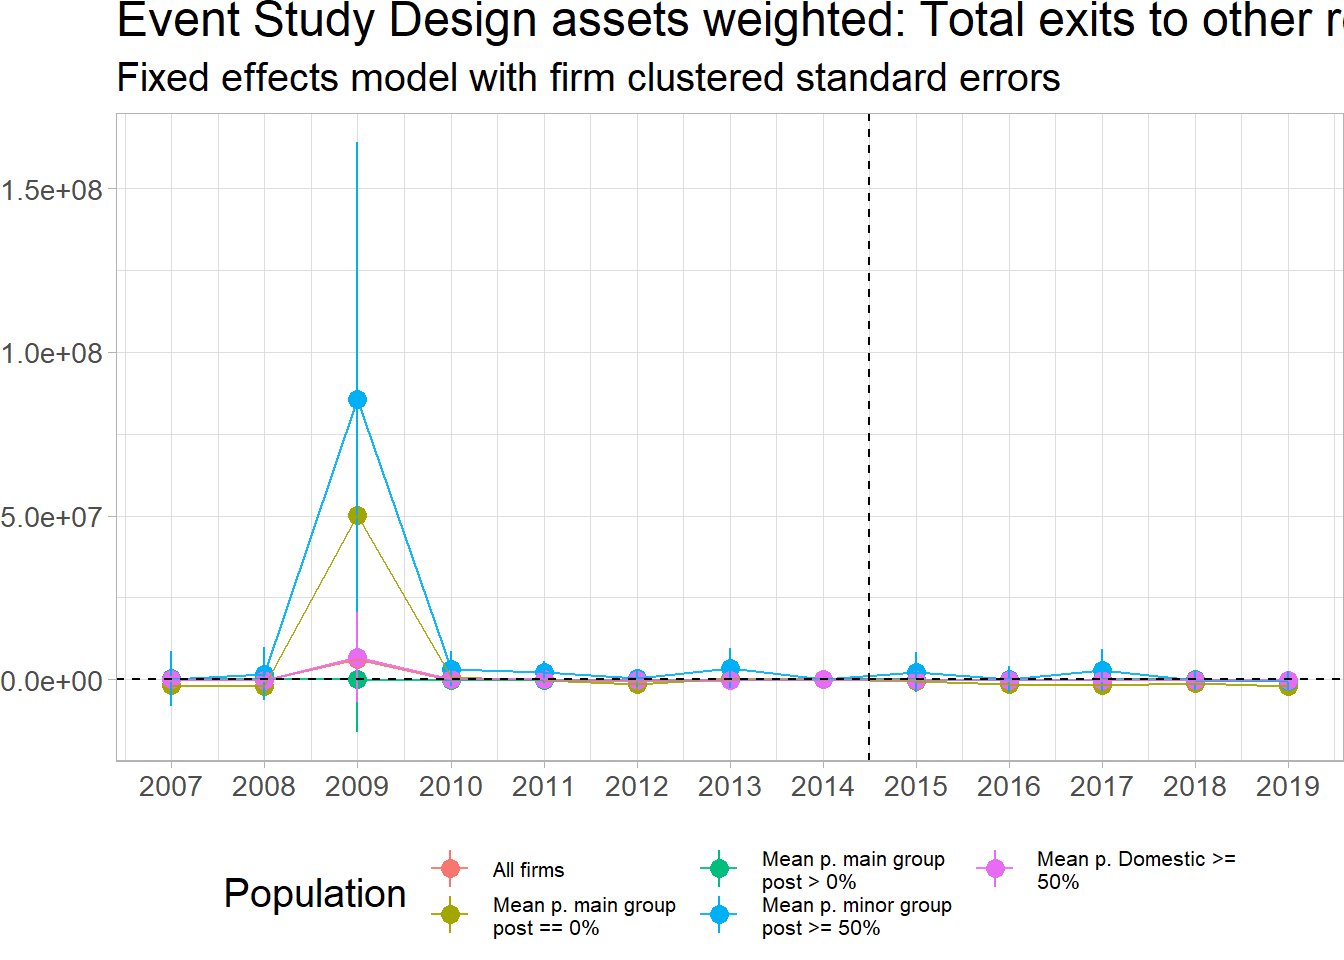 Event Study Design assets weighted: Total exits to other
Fixed effects model with firm clustered standard errors
1.5e+08
1.0e+08
5.0e+07
0.0e+00
2007 2008 2009 2010 2011 2012 2013 2014 2015 2016 2017 2018 2019
Population
All firms
Mean p. main group
post == 0%
Mean p. main group
post > 0%
Mean p. minor group
post >= 50%
Mean p. Domestic >=
50%